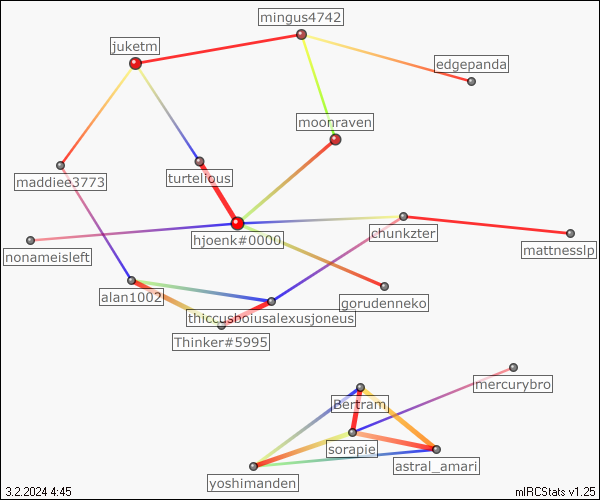 mingus4742
juketm
edgepanda
moonraven
maddiee3773
turtelious
hjoenk#0000
chunkzter
nonameisleft
mattnesslp
alan1002
gorudenneko
thiccusboiusalexusjoneus
Thinker#5995
mercurybro
Bertram
sorapie
astral_amari
yoshimanden
3.2.2024 4:45
mIRCStats v1.25